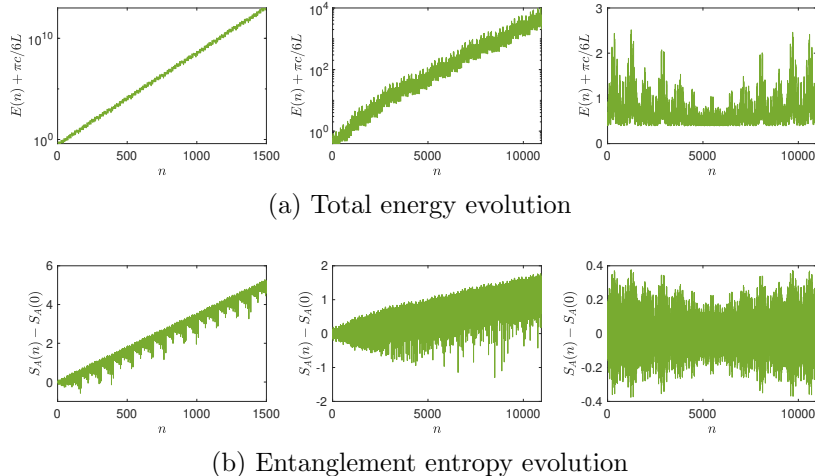 E(n) + πc/6L
10^10
10^0
0 500 1000 1500
n
E(n) + πc/6L
10^4
10^2
10^0
0 5000 10000
n
E(n) + πc/6L
3
2
1
0
0 5000 10000
n
(a) Total energy evolution
S_A(n) − S_A(0)
6
4
2
0
0 500 1000 1500
n
S_A(n) − S_A(0)
2
1
0
-1
-2
0 5000 10000
n
S_A(n) − S_A(0)
0.4
0.2
0
-0.2
-0.4
0 5000 10000
n
(b) Entanglement entropy evolution